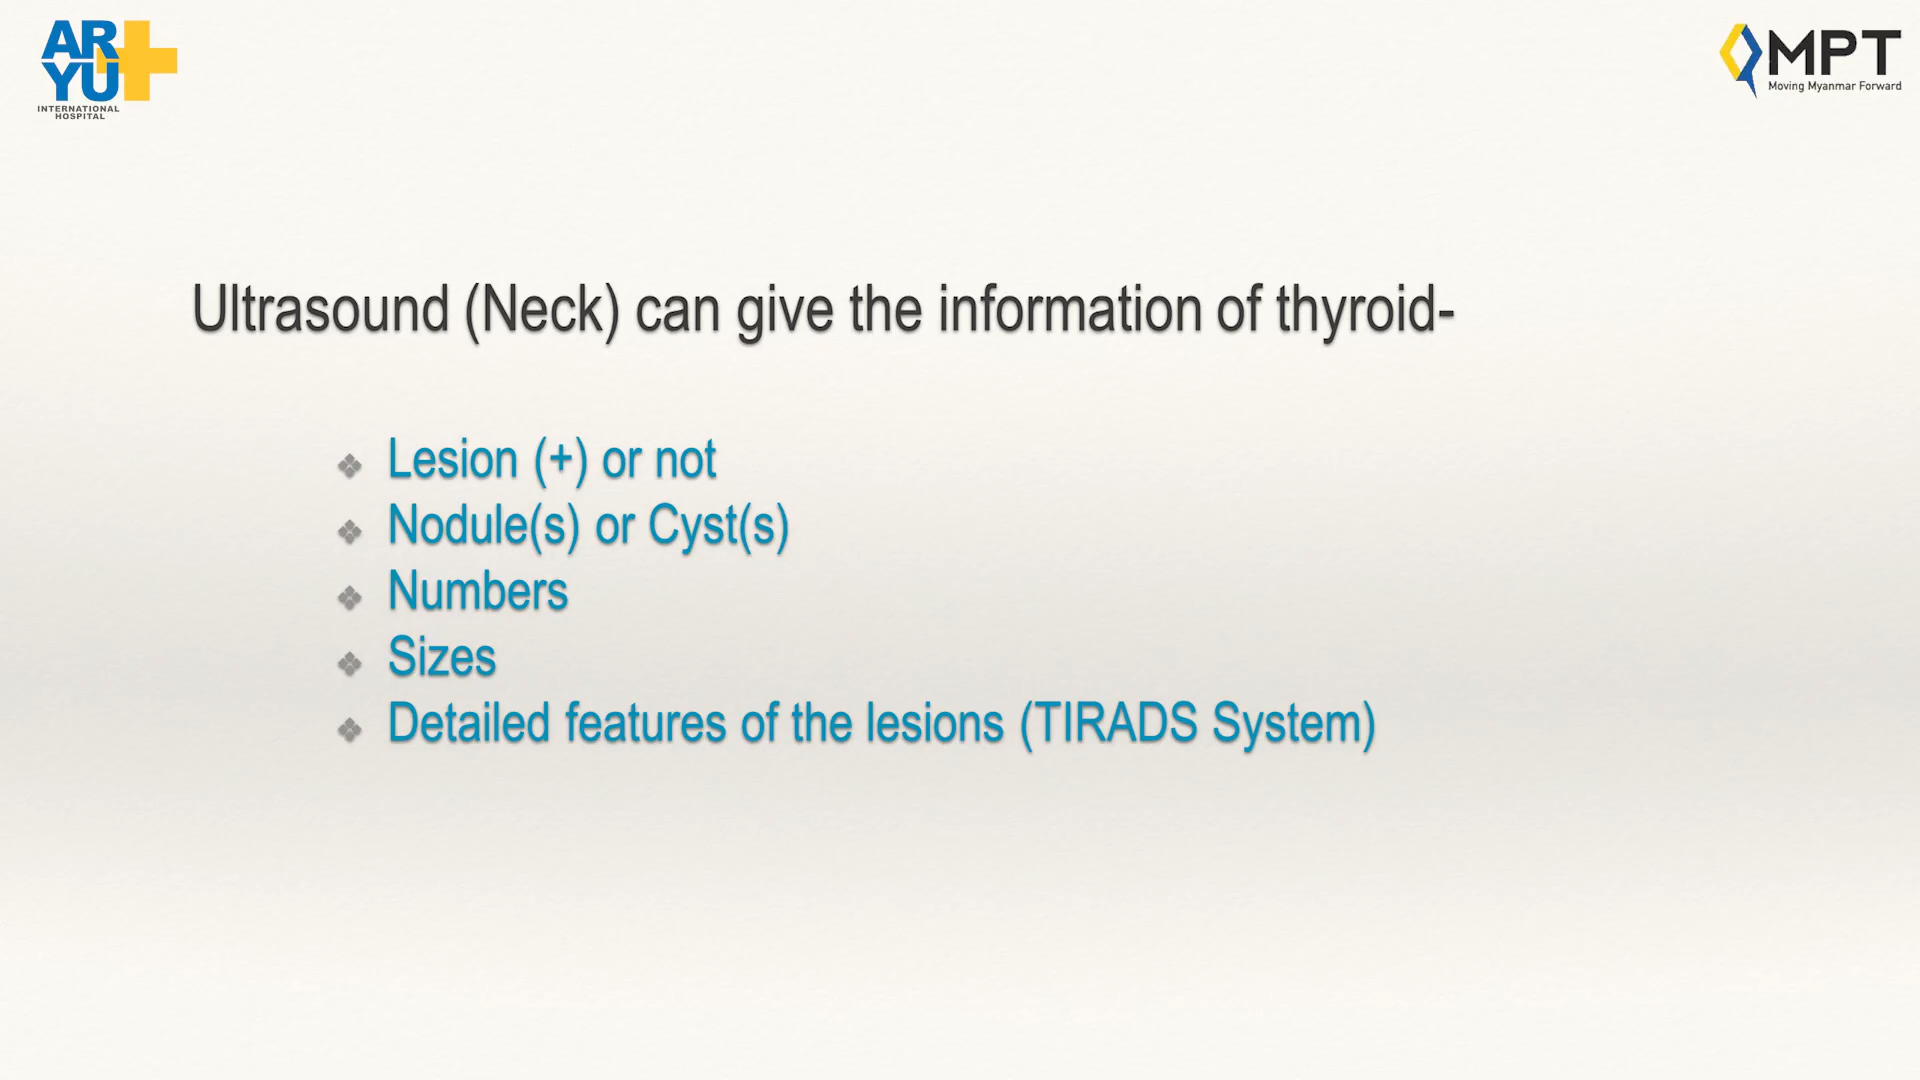 AR
YU
INTERNATIONAL
HOSPITAL
MPT
Moving Myanmar Forward
Ultrasound (Neck) can give the information of thyroid-
❖ Lesion (+) or not
❖ Nodule(s) or Cyst(s)
❖ Numbers
❖ Sizes
❖ Detailed features of the lesions (TIRADS System)